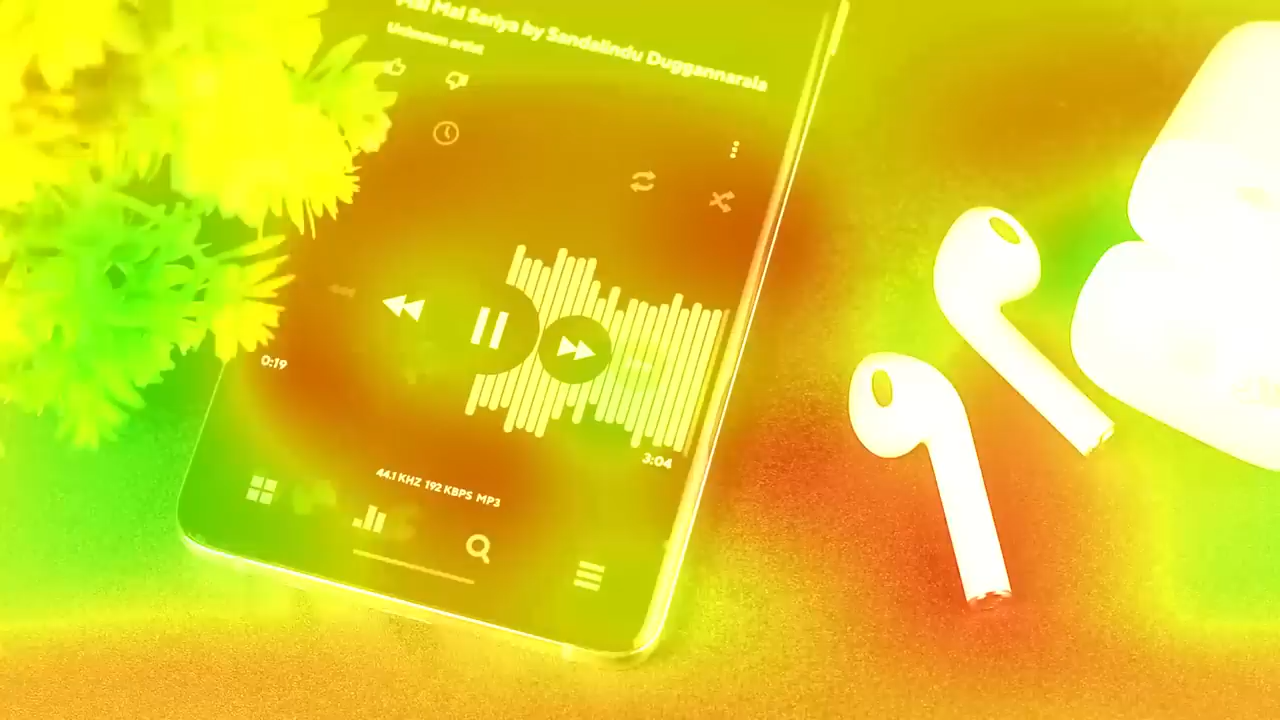 Mal Mal Sariya by Sandalindu Duggannarala
Unknown artist
0:19
3:04
44.1 KHZ 192 KBPS MP3